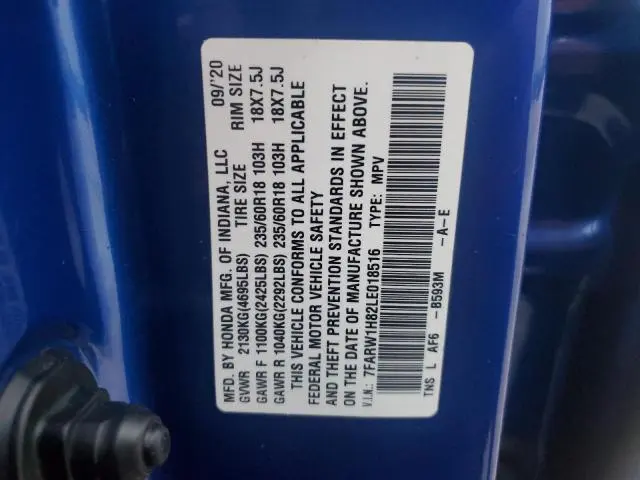 MFD. BY HONDA MFG. OF INDIANA, LLC 09/'20
GVWR 2130KG(4695LBS) TIRE SIZE RIM SIZE
GAWR F 1100KG(2425LBS) 235/60R18 103H 18X7.5J
GAWR R 1040KG(2292LBS) 235/60R18 103H 18X7.5J
THIS VEHICLE CONFORMS TO ALL APPLICABLE
FEDERAL MOTOR VEHICLE SAFETY
AND THEFT PREVENTION STANDARDS IN EFFECT
ON THE DATE OF MANUFACTURE SHOWN ABOVE.
V.I.N.: 7FARW1H82LE018516 TYPE: MPV
TNS L AF6 -B593M -A-E